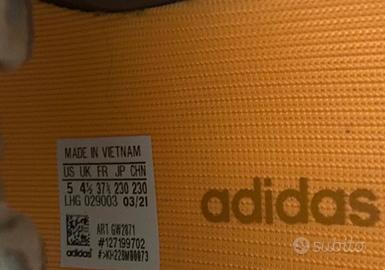 MADE IN VIETNAM
US UK FR JP CHN
5 4½ 37⅓ 230 230
LHG 029003 03/21
ART GW2871
#127199702
adidas
adidas
subito